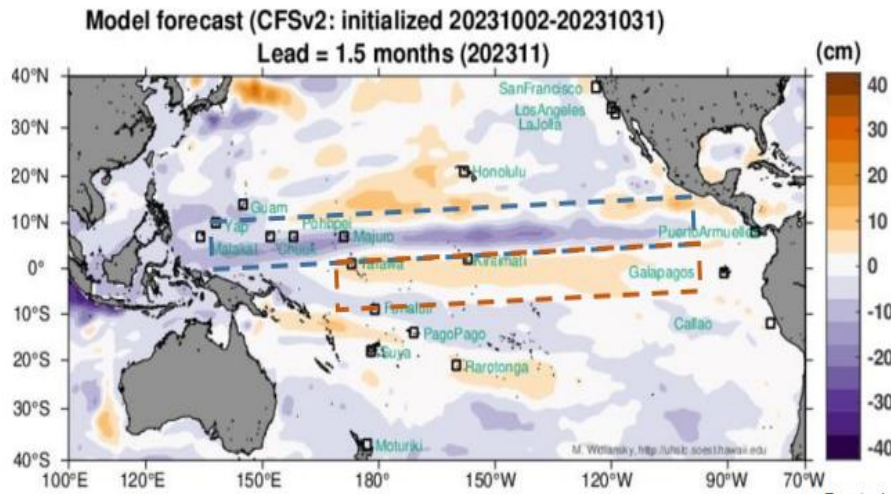 Model forecast (CFSv2: initialized 20231002-20231031)
Lead = 1.5 months (202311)
(cm)
40°N
30°N
20°N
10°N
0°
10°S
20°S
30°S
40°S
100°E 120°E 150°E 180° 150°W 120°W 90°W 70°W
40
30
20
10
0
-10
-20
-30
-40
SanFrancisco
LosAngeles
LaJolla
Honolulu
Guam
Yap
Pohnpei
Malakal
Chuuk
Majuro
PuertoArmuelle
Tarawa
Kiritimati
Galapagos
Funafuti
PagoPago
Callao
Suva
Rarotonga
Moturiki
M. Widlansky, http://uhslc.soest.hawaii.edu